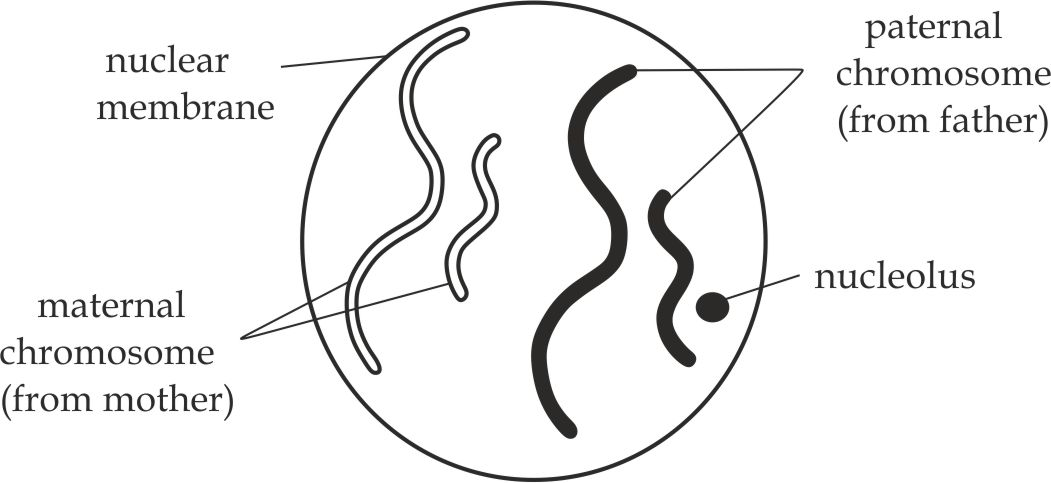 nuclear
membrane
paternal
chromosome
(from father)
nucleolus
maternal
chromosome
(from mother)